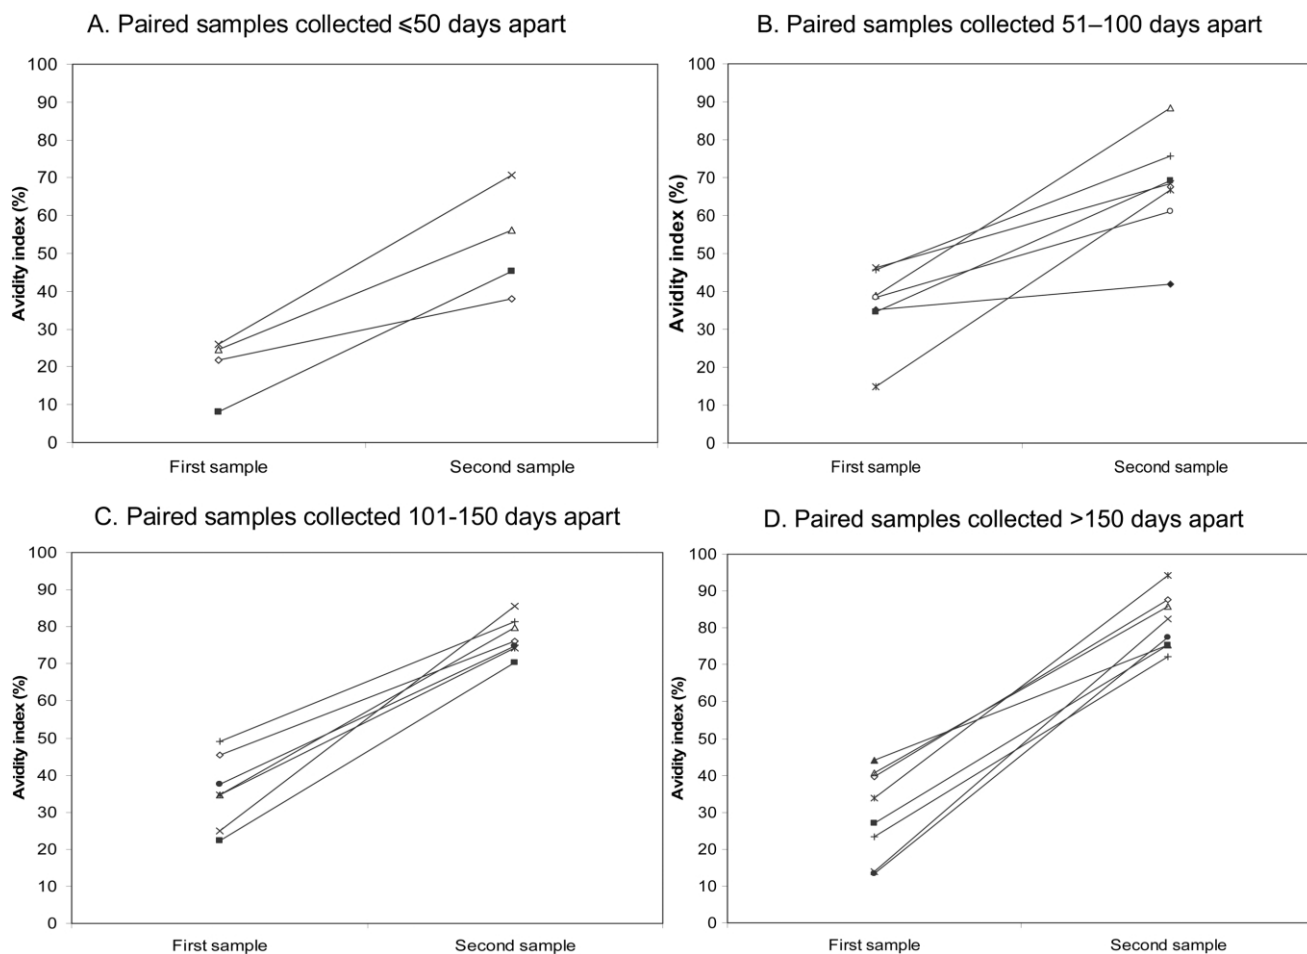 A. Paired samples collected ⩽50 days apart
100
90
80
70
60
50
40
30
20
10
0
Avidity index (%)
First sample
Second sample
B. Paired samples collected 51–100 days apart
100
90
80
70
60
50
40
30
20
10
0
Avidity index (%)
First sample
Second sample
C. Paired samples collected 101-150 days apart
100
90
80
70
60
50
40
30
20
10
0
Avidity index (%)
First sample
Second sample
D. Paired samples collected >150 days apart
100
90
80
70
60
50
40
30
20
10
0
Avidity index (%)
First sample
Second sample